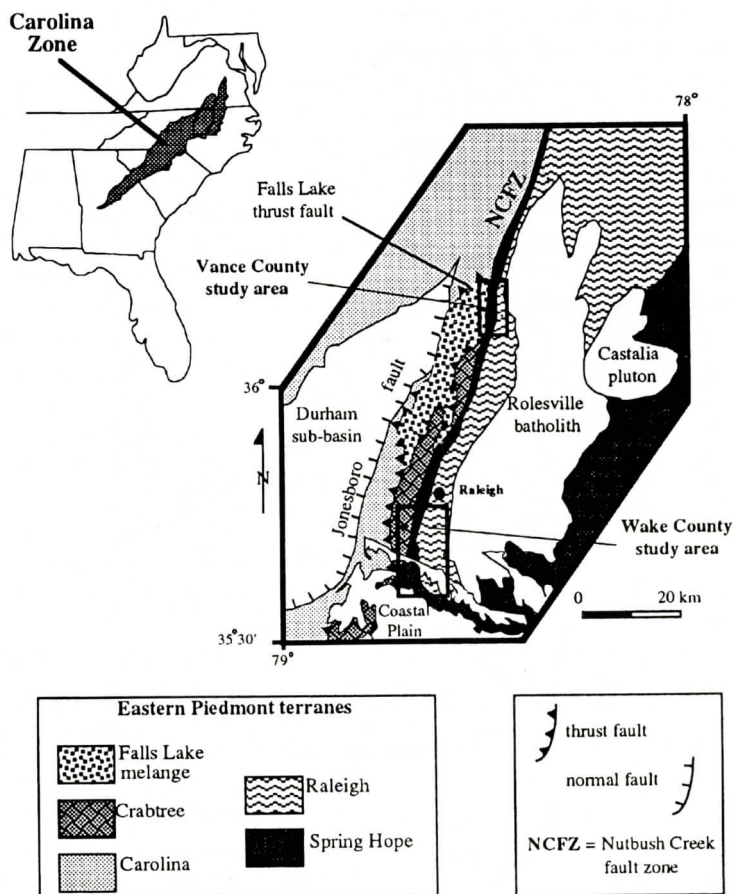 Carolina
Zone
78°
Falls Lake
thrust fault
NCFZ
Vance County
study area
Castalia
pluton
36°
fault
Durham
sub-basin
Rolesville
batholith
N
Jonesboro
Raleigh
Wake County
study area
Coastal
Plain
0 20 km
35°30'
79°
Eastern Piedmont terranes
Falls Lake
melange
Crabtree
Carolina
Raleigh
Spring Hope
thrust fault
normal fault
NCFZ = Nutbush Creek
fault zone